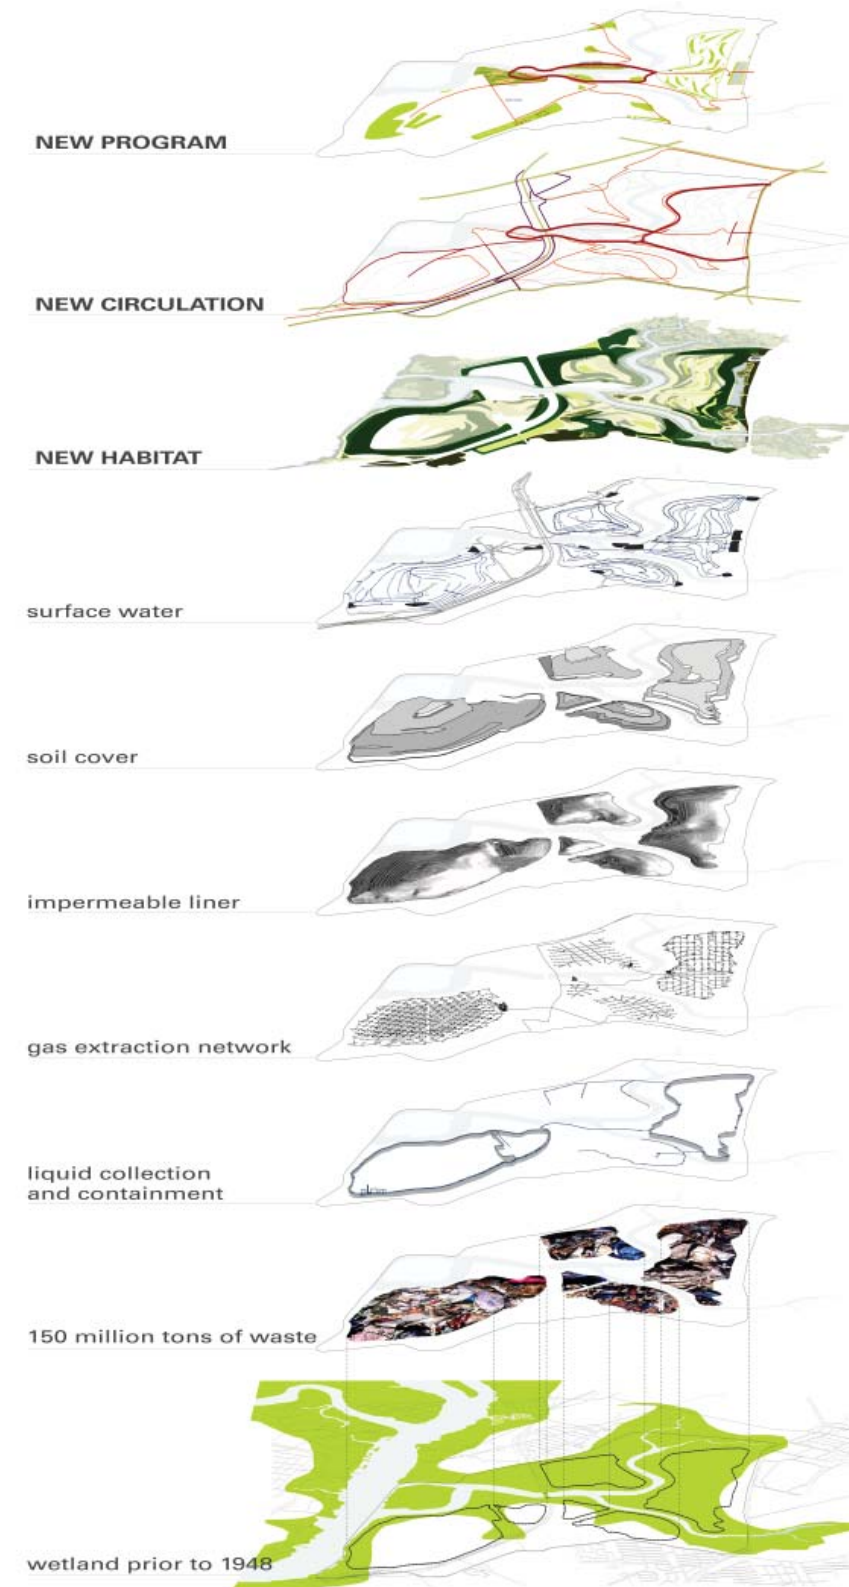 NEW PROGRAM
NEW CIRCULATION
NEW HABITAT
surface water
soil cover
impermeable liner
gas extraction network
liquid collection
and containment
150 million tons of waste
wetland prior to 1948